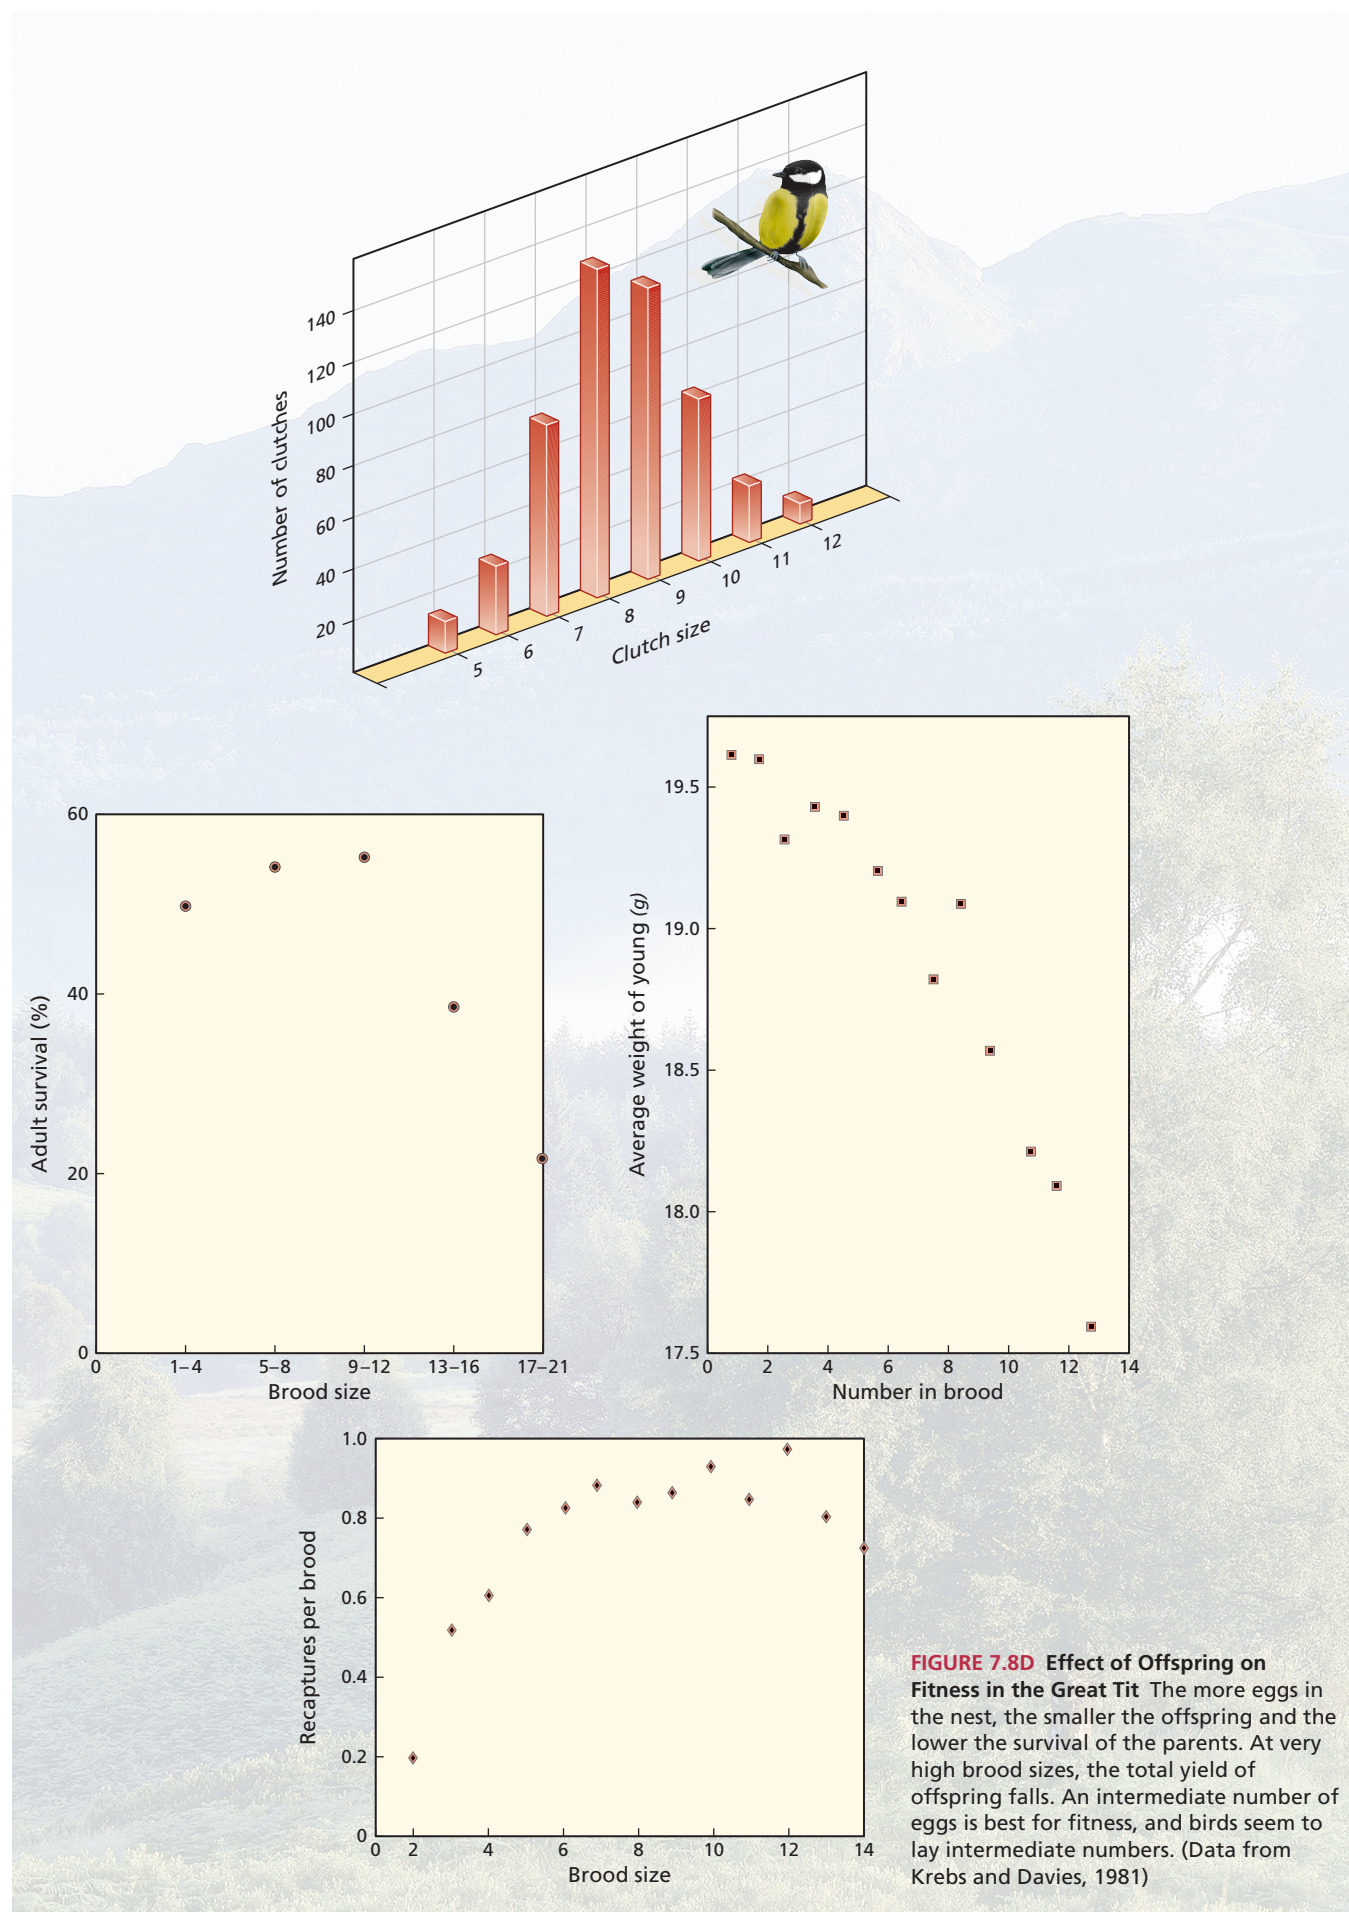 140
120
100
80
60
40
20
Number of clutches
5
6
7
8
9
10
11
12
Clutch size
60
40
20
0
Adult survival (%)
0 1–4 5–8 9–12 13–16 17–21
Brood size
19.5
19.0
18.5
18.0
17.5
Average weight of young (g)
0 2 4 6 8 10 12 14
Number in brood
1.0
0.8
0.6
0.4
0.2
0
Recaptures per brood
0 2 4 6 8 10 12 14
Brood size
FIGURE 7.8D Effect of Offspring on
Fitness in the Great Tit The more eggs in
the nest, the smaller the offspring and the
lower the survival of the parents. At very
high brood sizes, the total yield of
offspring falls. An intermediate number of
eggs is best for fitness, and birds seem to
lay intermediate numbers. (Data from
Krebs and Davies, 1981)